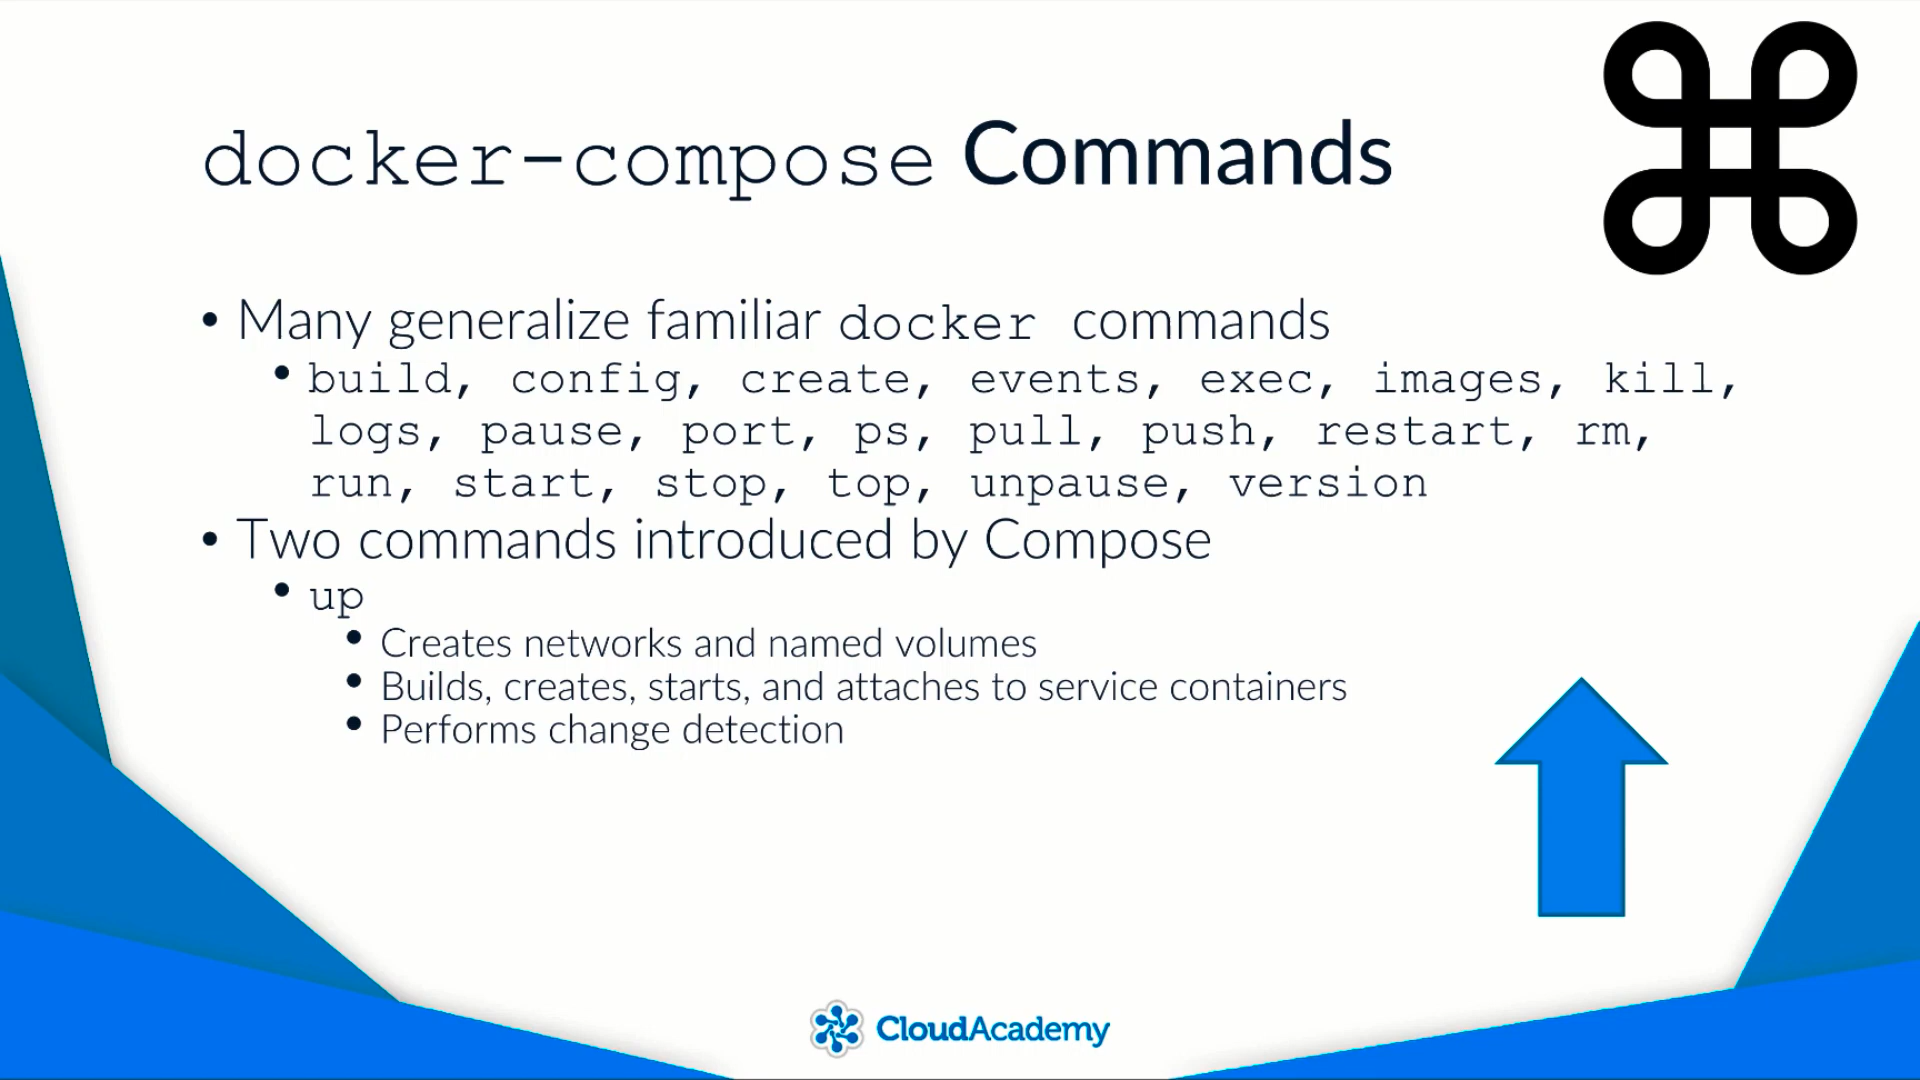 docker-compose Commands
• Many generalize familiar docker commands
• build, config, create, events, exec, images, kill,
logs, pause, port, ps, pull, push, restart, rm,
run, start, stop, top, unpause, version
• Two commands introduced by Compose
• up
• Creates networks and named volumes
• Builds, creates, starts, and attaches to service containers
• Performs change detection
CloudAcademy